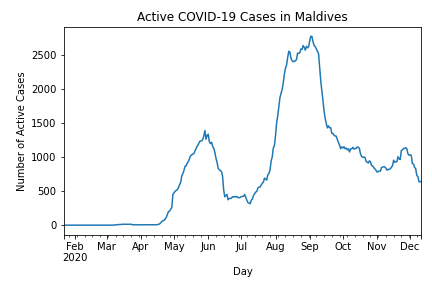 Active COVID-19 Cases in Maldives
Number of Active Cases
2500
2000
1500
1000
500
0
Feb Mar Apr May Jun Jul Aug Sep Oct Nov Dec
2020
Day